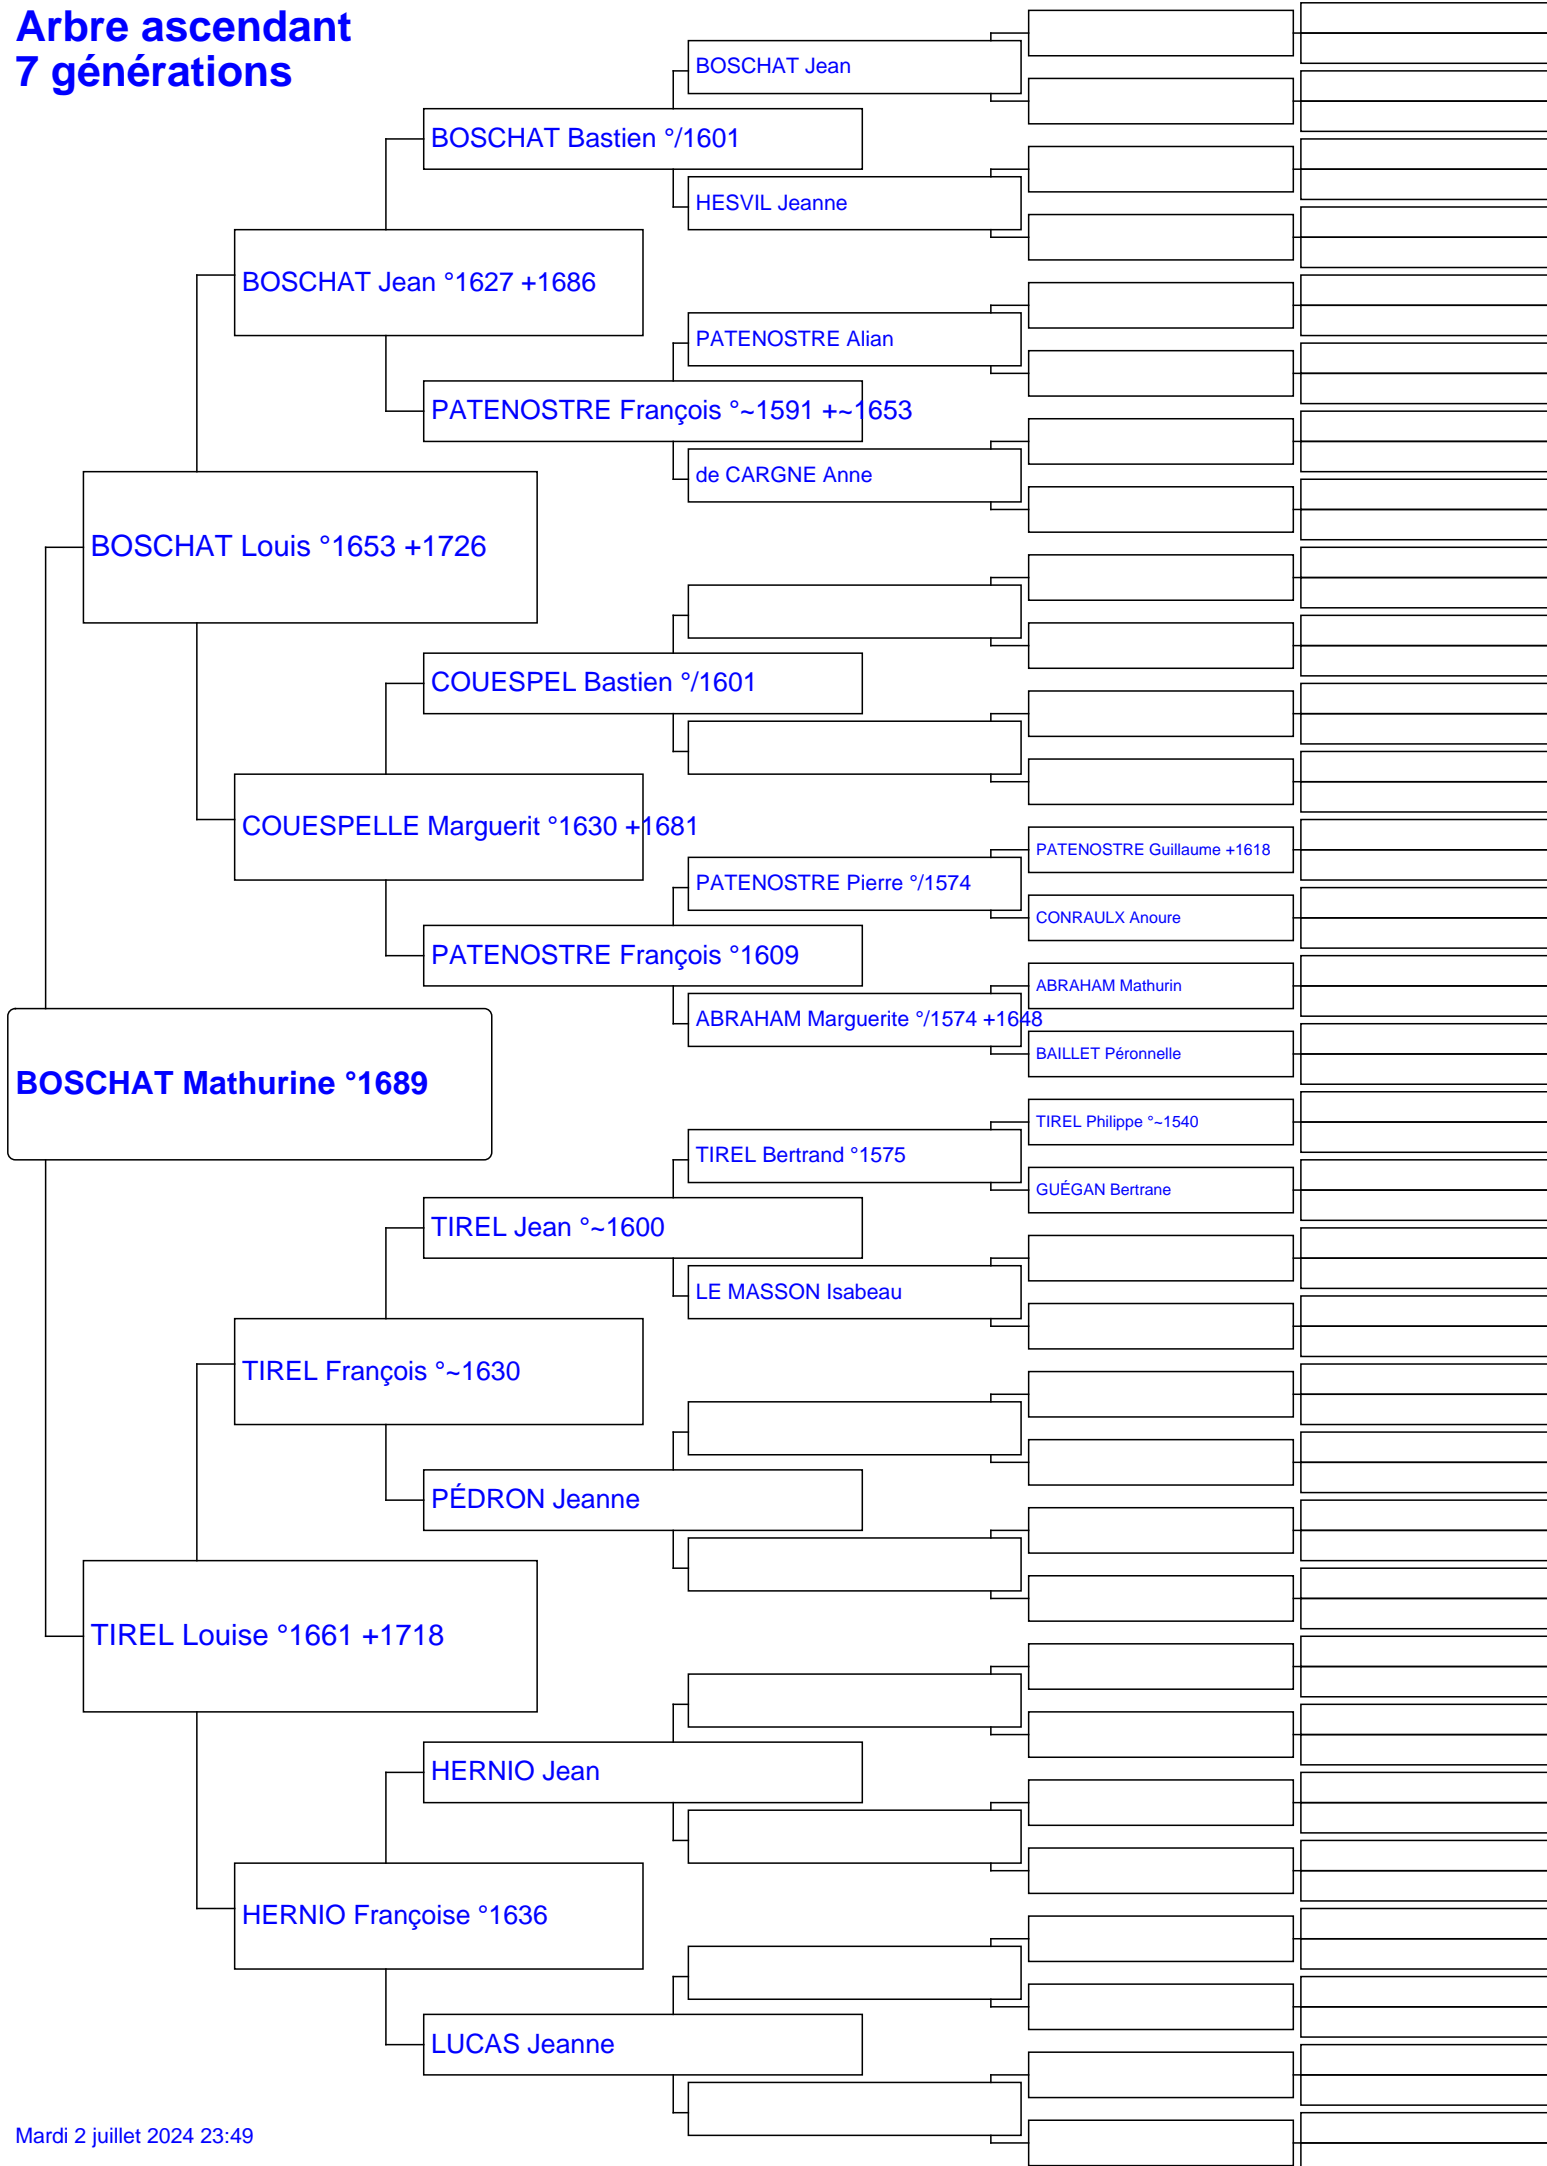 Arbre ascendant
7 générations
BOSCHAT Jean
BOSCHAT Bastien °/1601
HESVIL Jeanne
BOSCHAT Jean °1627 +1686
PATENOSTRE Alian
PATENOSTRE François °~1591 +~1653
de CARGNE Anne
BOSCHAT Louis °1653 +1726
COUESPEL Bastien °/1601
COUESPELLE Marguerit °1630 +1681
PATENOSTRE Guillaume +1618
PATENOSTRE Pierre °/1574
CONRAULX Anoure
PATENOSTRE François °1609
ABRAHAM Mathurin
ABRAHAM Marguerite °/1574 +1648
BAILLET Péronnelle
BOSCHAT Mathurine °1689
TIREL Philippe °~1540
TIREL Bertrand °1575
GUÉGAN Bertrane
TIREL Jean °~1600
LE MASSON Isabeau
TIREL François °~1630
PÉDRON Jeanne
TIREL Louise °1661 +1718
HERNIO Jean
HERNIO Françoise °1636
LUCAS Jeanne
Mardi 2 juillet 2024 23:49